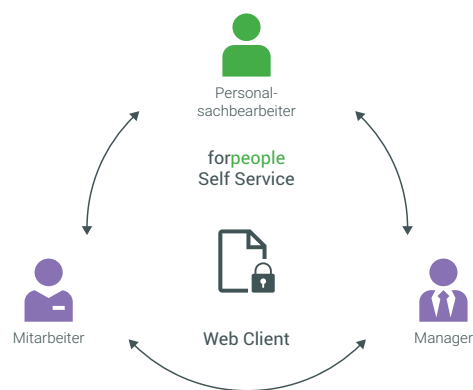 Personal-
sachbearbeiter
forpeople
Self Service
Mitarbeiter
Web Client
Manager